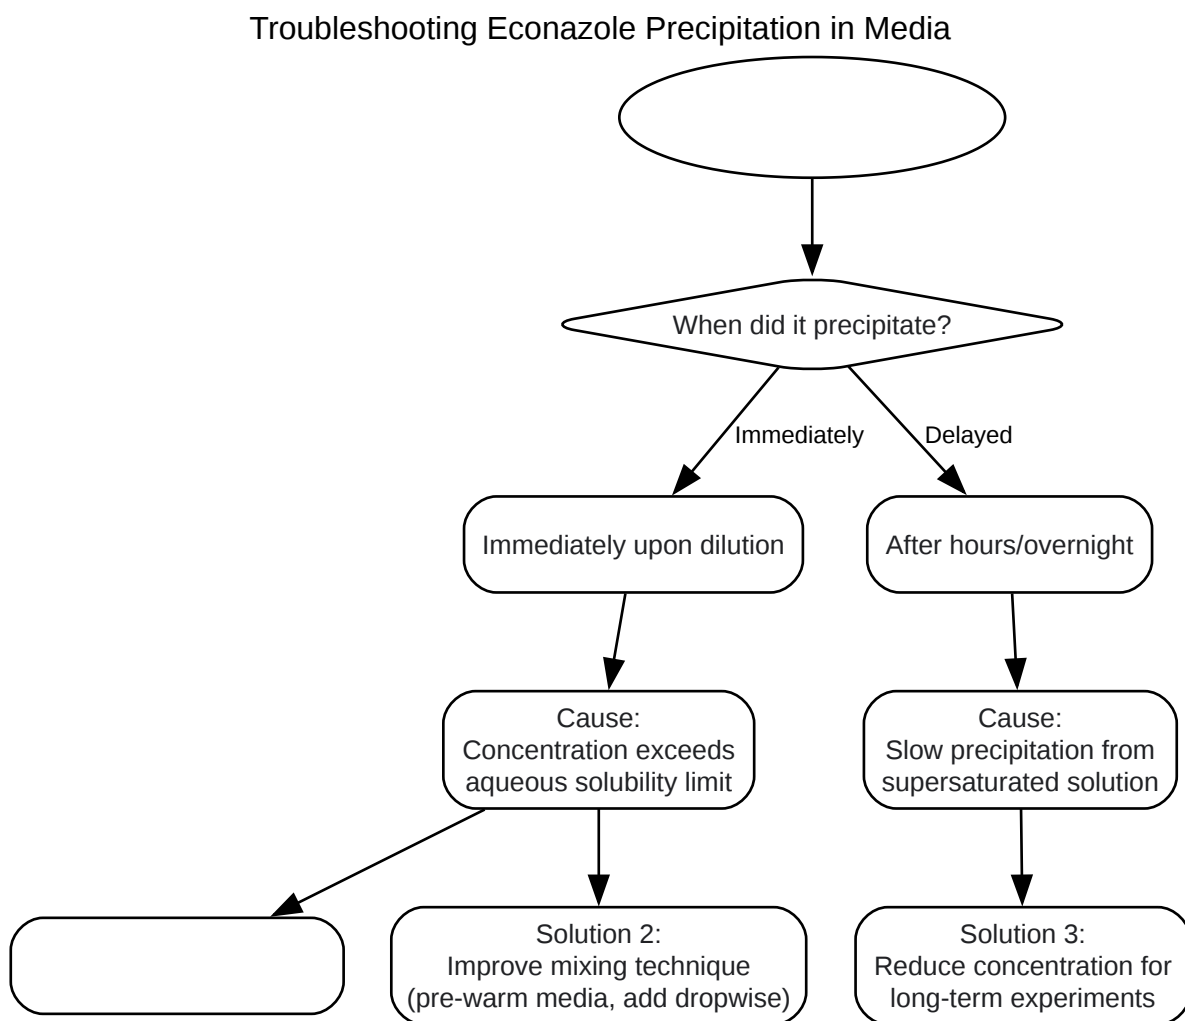 Troubleshooting Econazole Precipitation in Media
When did it precipitate?
Immediately
Delayed
Immediately upon dilution
After hours/overnight
Cause:
Concentration exceeds
aqueous solubility limit
Cause:
Slow precipitation from
supersaturated solution
Solution 2:
Improve mixing technique
(pre-warm media, add dropwise)
Solution 3:
Reduce concentration for
long-term experiments